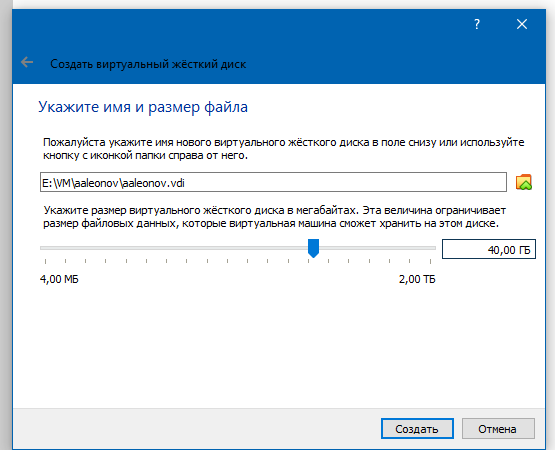 ?
Создать виртуальный жёсткий диск
Укажите имя и размер файла
Пожалуйста укажите имя нового виртуального жёсткого диска в поле снизу или используйте
кнопку с иконкой папки справа от него.
E:\VM\aaleonov\aaleonov.vdi
Укажите размер виртуального жёсткого диска в мегабайтах. Эта величина ограничивает
размер файловых данных, которые виртуальная машина сможет хранить на этом диске.
40,00 ГБ
4,00 МБ 2,00 ТБ
Создать Отмена